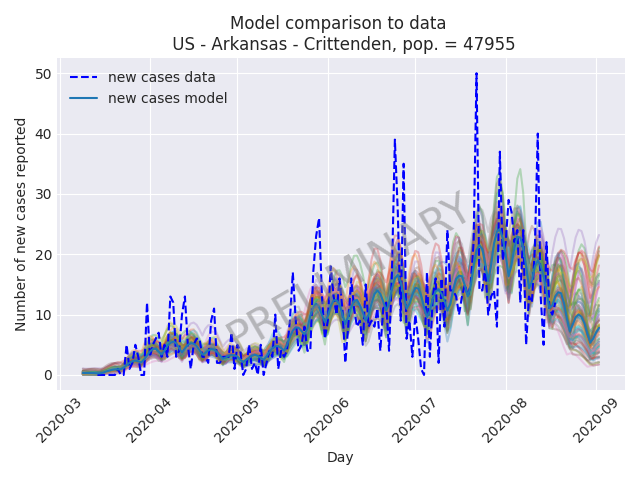 Model comparison to data
US - Arkansas - Crittenden, pop. = 47955
new cases data
new cases model
PRELIMINARY
Number of new cases reported
50
40
30
20
10
0
2020-03
2020-04
2020-05
2020-06
2020-07
2020-08
2020-09
Day